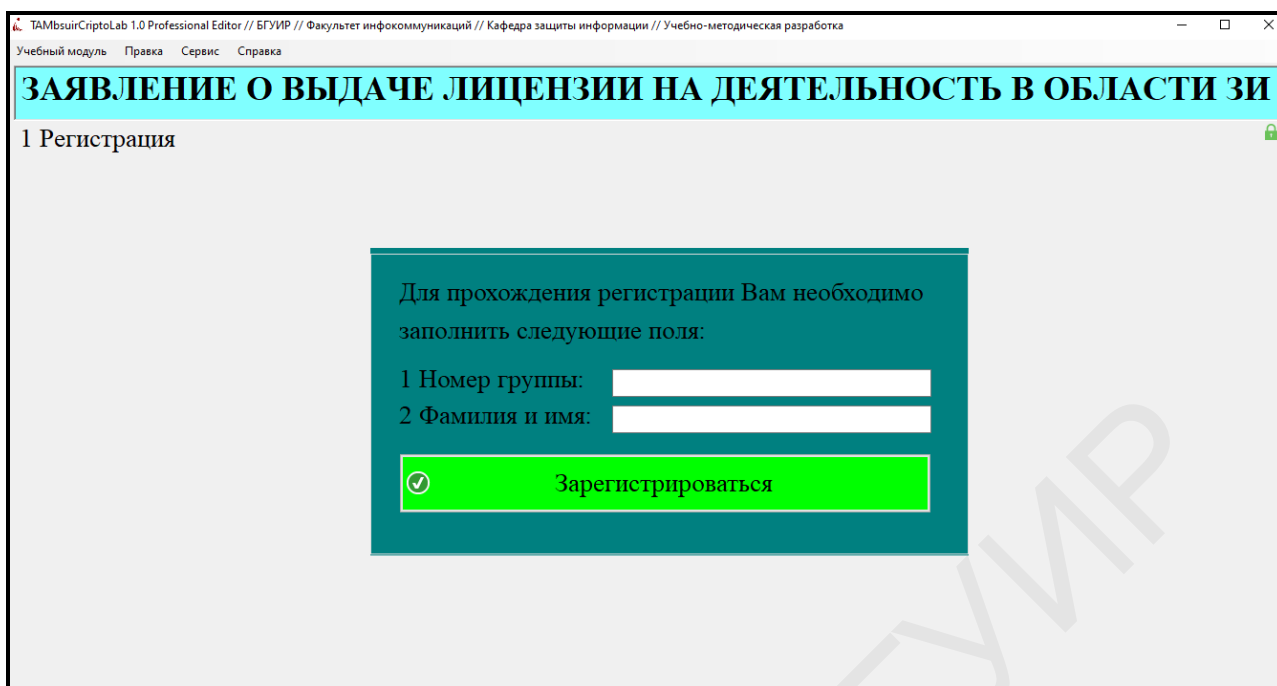 TAMbsuirCriptoLab 1.0 Professional Editor // БГУИР // Факультет инфокоммуникаций // Кафедра защиты информации // Учебно-методическая разработка
Учебный модуль Правка Сервис Справка
ЗАЯВЛЕНИЕ О ВЫДАЧЕ ЛИЦЕНЗИИ НА ДЕЯТЕЛЬНОСТЬ В ОБЛАСТИ ЗИ
1 Регистрация
Для прохождения регистрации Вам необходимо
заполнить следующие поля:
1 Номер группы:
2 Фамилия и имя:
Зарегистрироваться
ГУИР